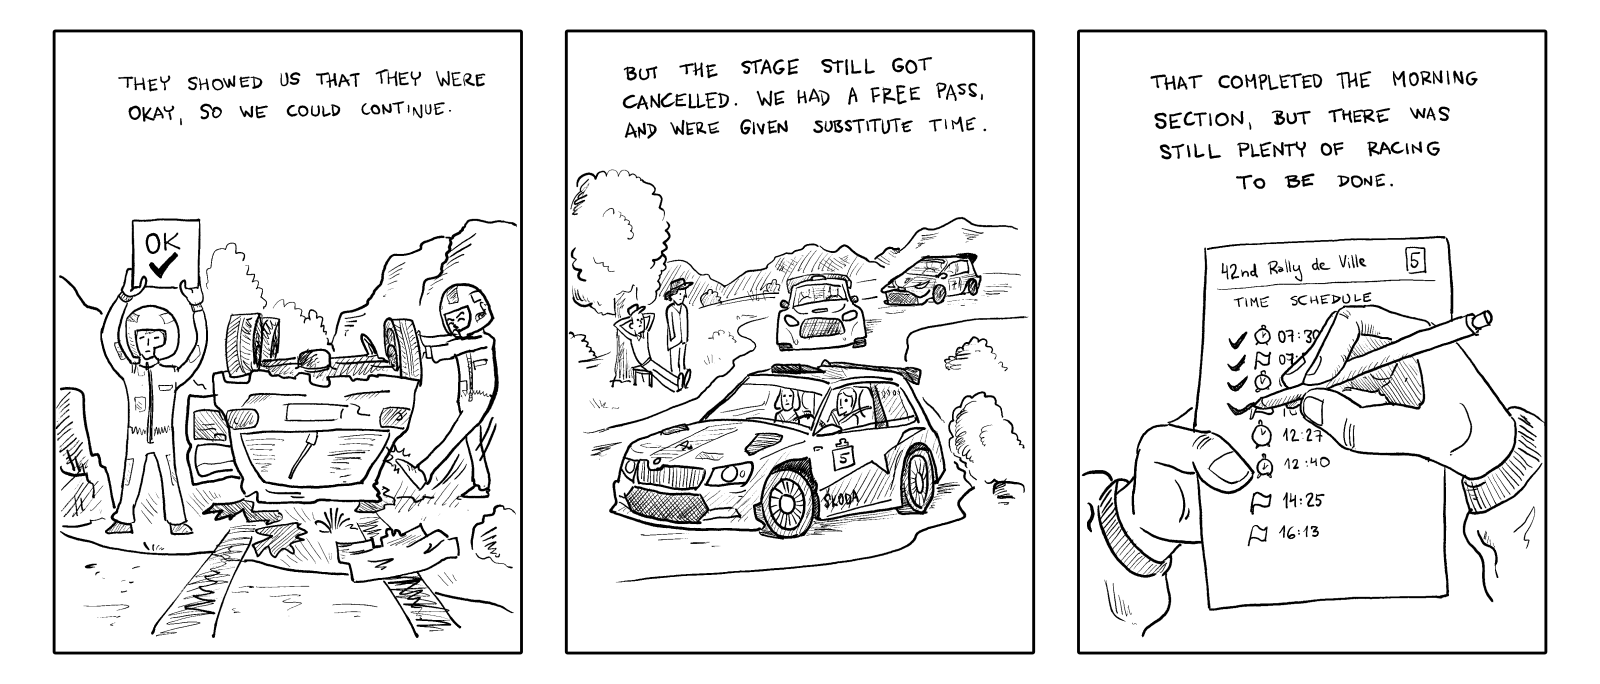 THEY SHOWED US THAT THEY WERE
OKAY, SO WE COULD CONTINUE.
OK
BUT THE STAGE STILL GOT
CANCELLED. WE HAD A FREE PASS,
AND WERE GIVEN SUBSTITUTE TIME.
5
ŠKODA
THAT COMPLETED THE MORNING
SECTION, BUT THERE WAS
STILL PLENTY OF RACING
TO BE DONE.
42nd Rally de Ville 5
TIME SCHEDULE
07:30
12:27
12:40
14:25
16:13